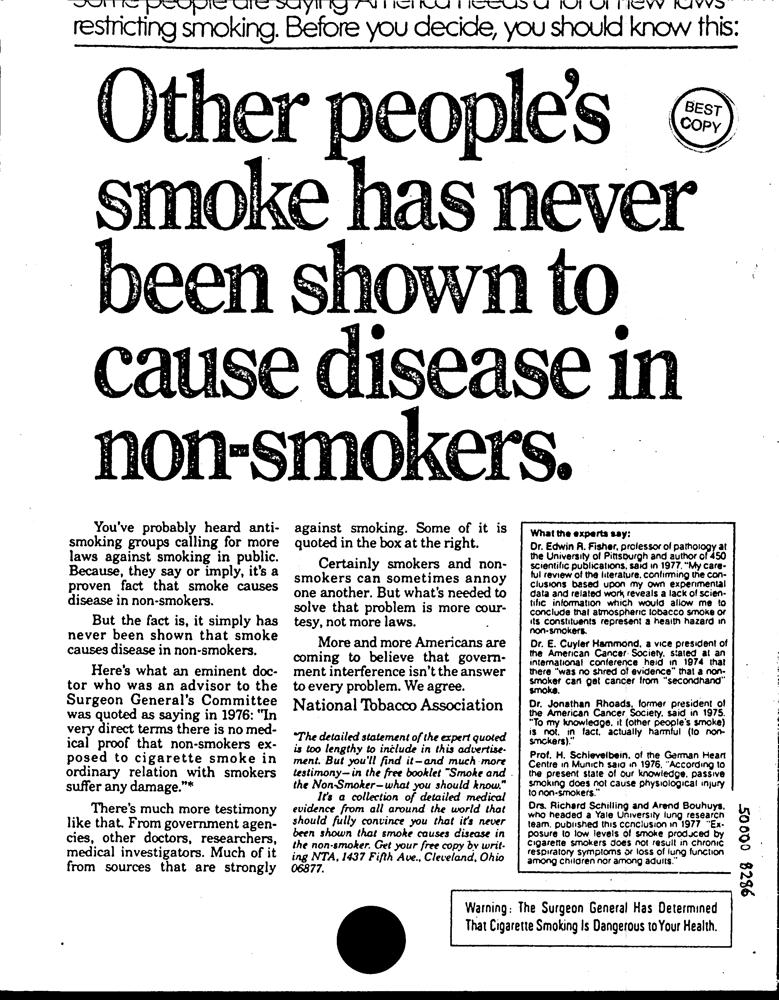 Some people are saying America needs a lot of new laws
restricting smoking. Before you decide, you should know this:
Other people's
smoke has never
been shown to
cause disease in
non-smokers.
BEST
COPY
You've probably heard anti-
smoking groups calling for more
laws against smoking in public.
Because, they say or imply, it's a
proven fact that smoke causes
disease in non-smokers.
But the fact is, it simply has
never been shown that smoke
causes disease in non-smokers.
Here's what an eminent doc-
tor who was an advisor to the
Surgeon General's Committee
was quoted as saying in 1976: "In
very direct terms there is no med-
ical proof that non-smokers ex-
posed to cigarette smoke in
ordinary relation with smokers
suffer any damage."*
There's much more testimony
like that. From government agen-
cies, other doctors, researchers,
medical investigators. Much of it
from sources that are strongly
against smoking. Some of it is
quoted in the box at the right.
Certainly smokers and non-
smokers can sometimes annoy
one another. But what's needed to
solve that problem is more cour-
tesy, not more laws.
More and more Americans are
coming to believe that govern-
ment interference isn't the answer
to every problem. We agree.
National Tobacco Association
*The detailed statement of the expert quoted
is too lengthy to include in this advertise-
ment. But you'll find it—and much more
testimony—in the free booklet "Smoke and
the Non-Smoker—what you should know."
It's a collection of detailed medical
evidence from all around the world that
should fully convince you that it's never
been shown that smoke causes disease in
the non-smoker. Get your free copy by writ-
ing NTA, 1437 Fifth Ave., Cleveland, Ohio
06877.
What the experts say:
Dr. Edwin R. Fisher, professor of pathology at
the University of Pittsburgh and author of 450
scientific publications, said in 1977. "My care-
ful review of the literature, confirming the con-
clusions based upon my own experimental
data and related work, reveals a lack of scien-
tific information which would allow me to
conclude that atmospheric tobacco smoke or
its constituents represent a health hazard in
non-smokers.
Dr. E. Cuyler Hammond, a vice president of
the American Cancer Society, stated at an
international conference held in 1974 that
there "was no shred of evidence" that a non-
smoker can get cancer from "secondhand"
smoke.
Dr. Jonathan Rhoads, former president of
the American Cancer Society, said in 1975.
"To my knowledge, it (other people's smoke)
is not, in fact, actually harmful (to non-
smokers)."
Prof. H. Schievelbein, of the German Heart
Centre in Munich said in 1976, "According to
the present state of our knowledge, passive
smoking does not cause physiological injury
to non-smokers."
Drs. Richard Schilling and Arend Bouhuys,
who headed a Yale University lung research
team, published this conclusion in 1977 "Ex-
posure to low levels of smoke produced by
cigarette smokers does not result in chronic
respiratory symptoms or loss of lung function
among children nor among adults."
50000 8286
Warning: The Surgeon General Has Determined
That Cigarette Smoking Is Dangerous to Your Health.